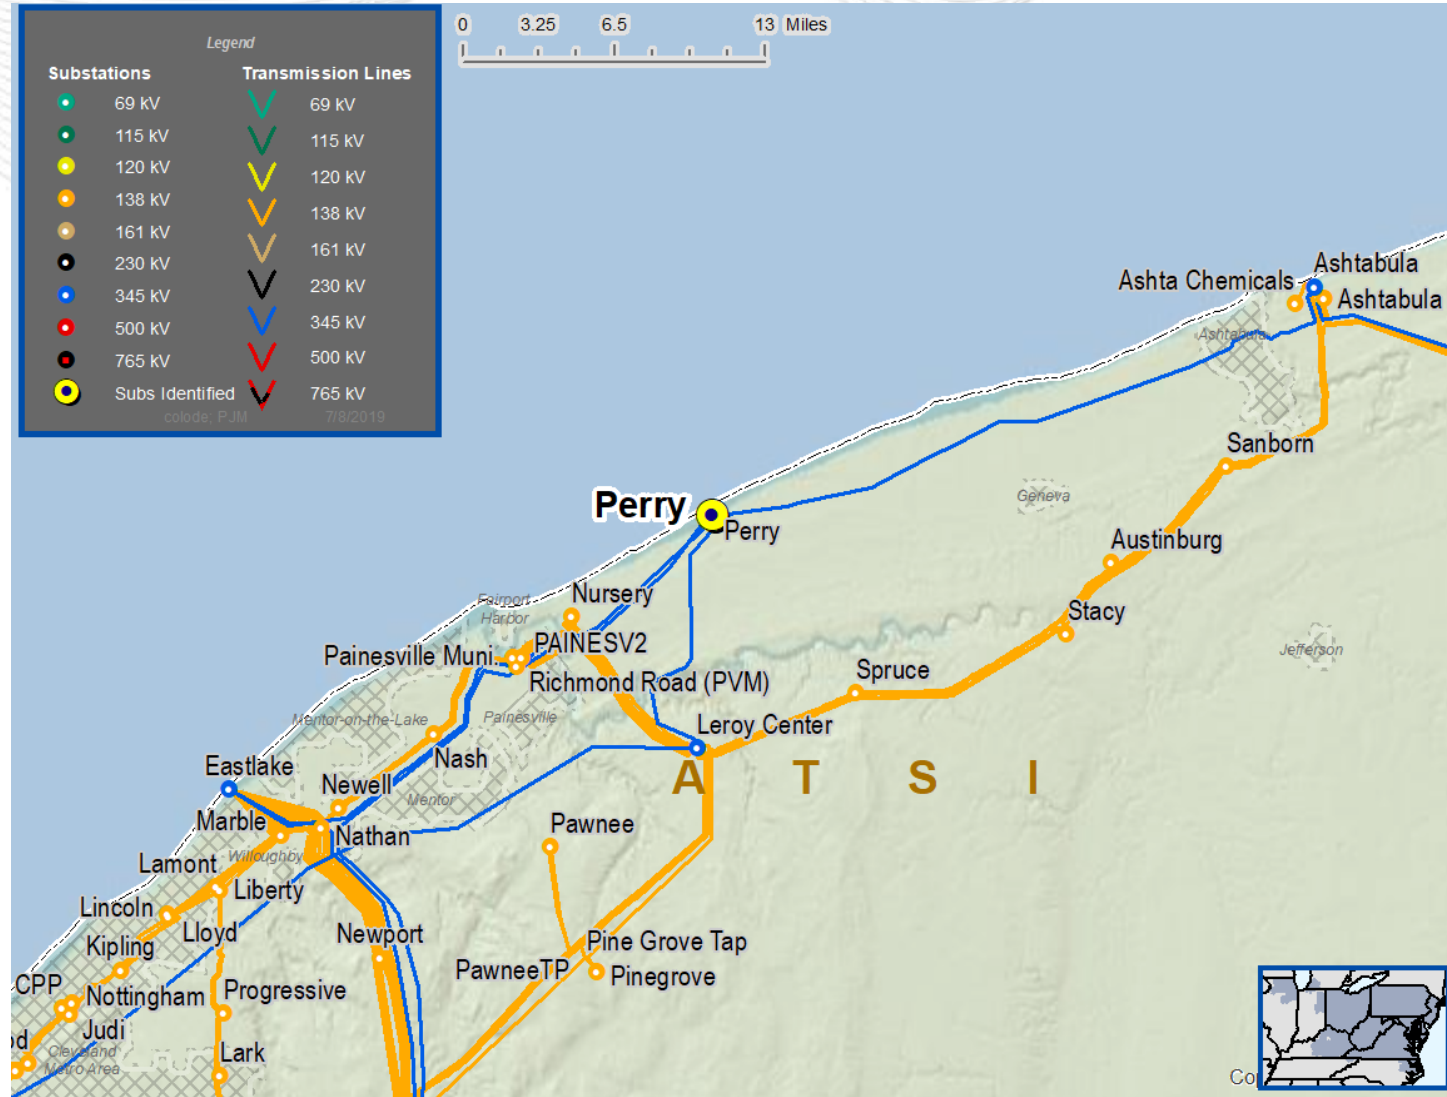 0 3.25 6.5 13 Miles
Legend
Substations Transmission Lines
69 kV 69 kV
115 kV 115 kV
120 kV 120 kV
138 kV 138 kV
161 kV 161 kV
230 kV 230 kV
345 kV 345 kV
500 kV 500 kV
765 kV 765 kV
Subs Identified
colode: PJM 7/8/2019
Ashtabula
Ashta Chemicals
Ashtabula
Ashtabula
Sanborn
Perry
Perry
Geneva
Austinburg
Nursery
Fairport
Harbor
Stacy
PAINESV2
Painesville Muni.
Jefferson
Richmond Road (PVM)
Spruce
Mentor-on-the-Lake
Painesville
Leroy Center
Nash
Eastlake
A T S I
Newell
Mentor
Marble
Nathan
Pawnee
Willoughby
Lamont
Liberty
Lincoln
Lloyd
Kipling
Newport
Pine Grove Tap
PawneeTP
Pinegrove
CPP
Nottingham
Progressive
Judi
od
Cleveland
Metro Area
Lark
Co